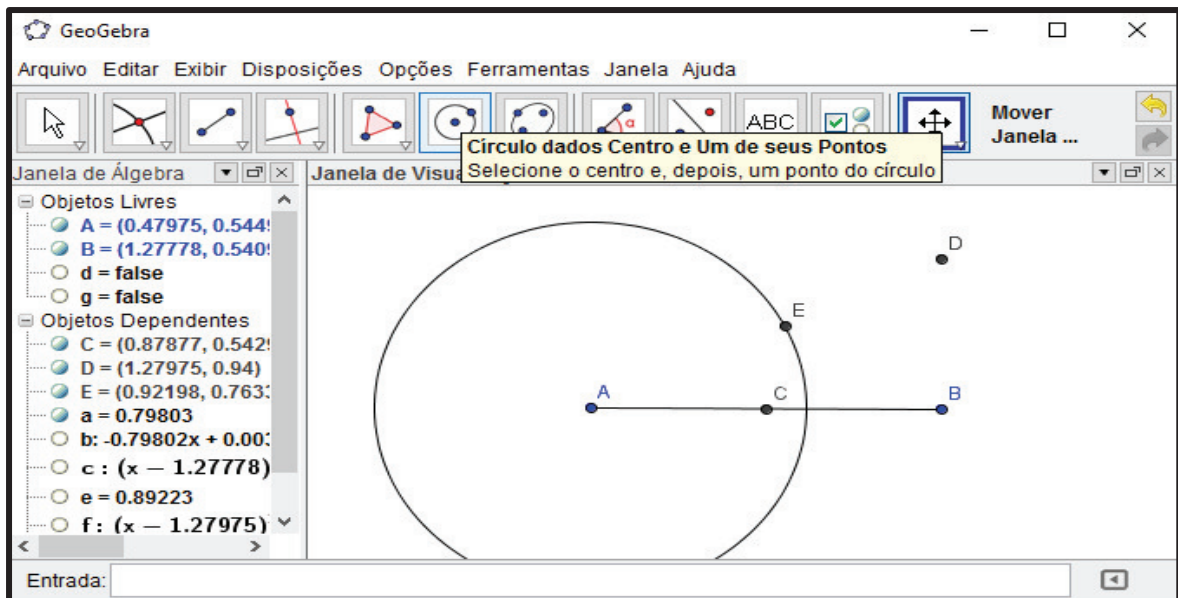 GeoGebra
Arquivo Editar Exibir Disposições Opções Ferramentas Janela Ajuda
ABC
Mover
Janela ...
Círculo dados Centro e Um de seus Pontos
Selecione o centro e, depois, um ponto do círculo
Janela de Álgebra
Janela de Visua
Objetos Livres
A = (0.47975, 0.544
B = (1.27778, 0.540
d = false
g = false
Objetos Dependentes
C = (0.87877, 0.542
D = (1.27975, 0.94)
E = (0.92198, 0.763
a = 0.79803
b: -0.79802x + 0.00
c : (x − 1.27778)
e = 0.89223
f : (x − 1.27975)
D
E
A
C
B
Entrada: